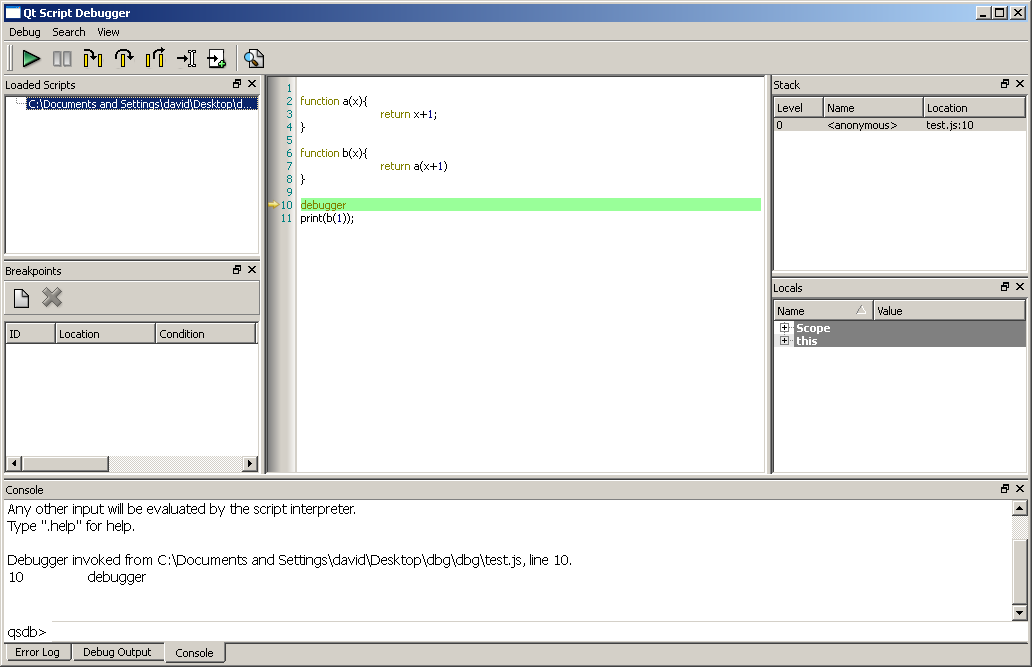 Qt Script Debugger
Debug Search View
Loaded Scripts
C:\Documents and Settings\david\Desktop\d...
Breakpoints
ID Location Condition
1
2 function a(x){
3 return x+1;
4 }
5
6 function b(x){
7 return a(x+1)
8 }
9
10 debugger
11 print(b(1));
Stack
Level Name Location
0 <anonymous> test.js:10
Locals
Name Value
Scope
this
Console
Any other input will be evaluated by the script interpreter.
Type ".help" for help.
Debugger invoked from C:\Documents and Settings\david\Desktop\dbg\dbg\test.js, line 10.
10 debugger
qsdb>
Error Log Debug Output Console